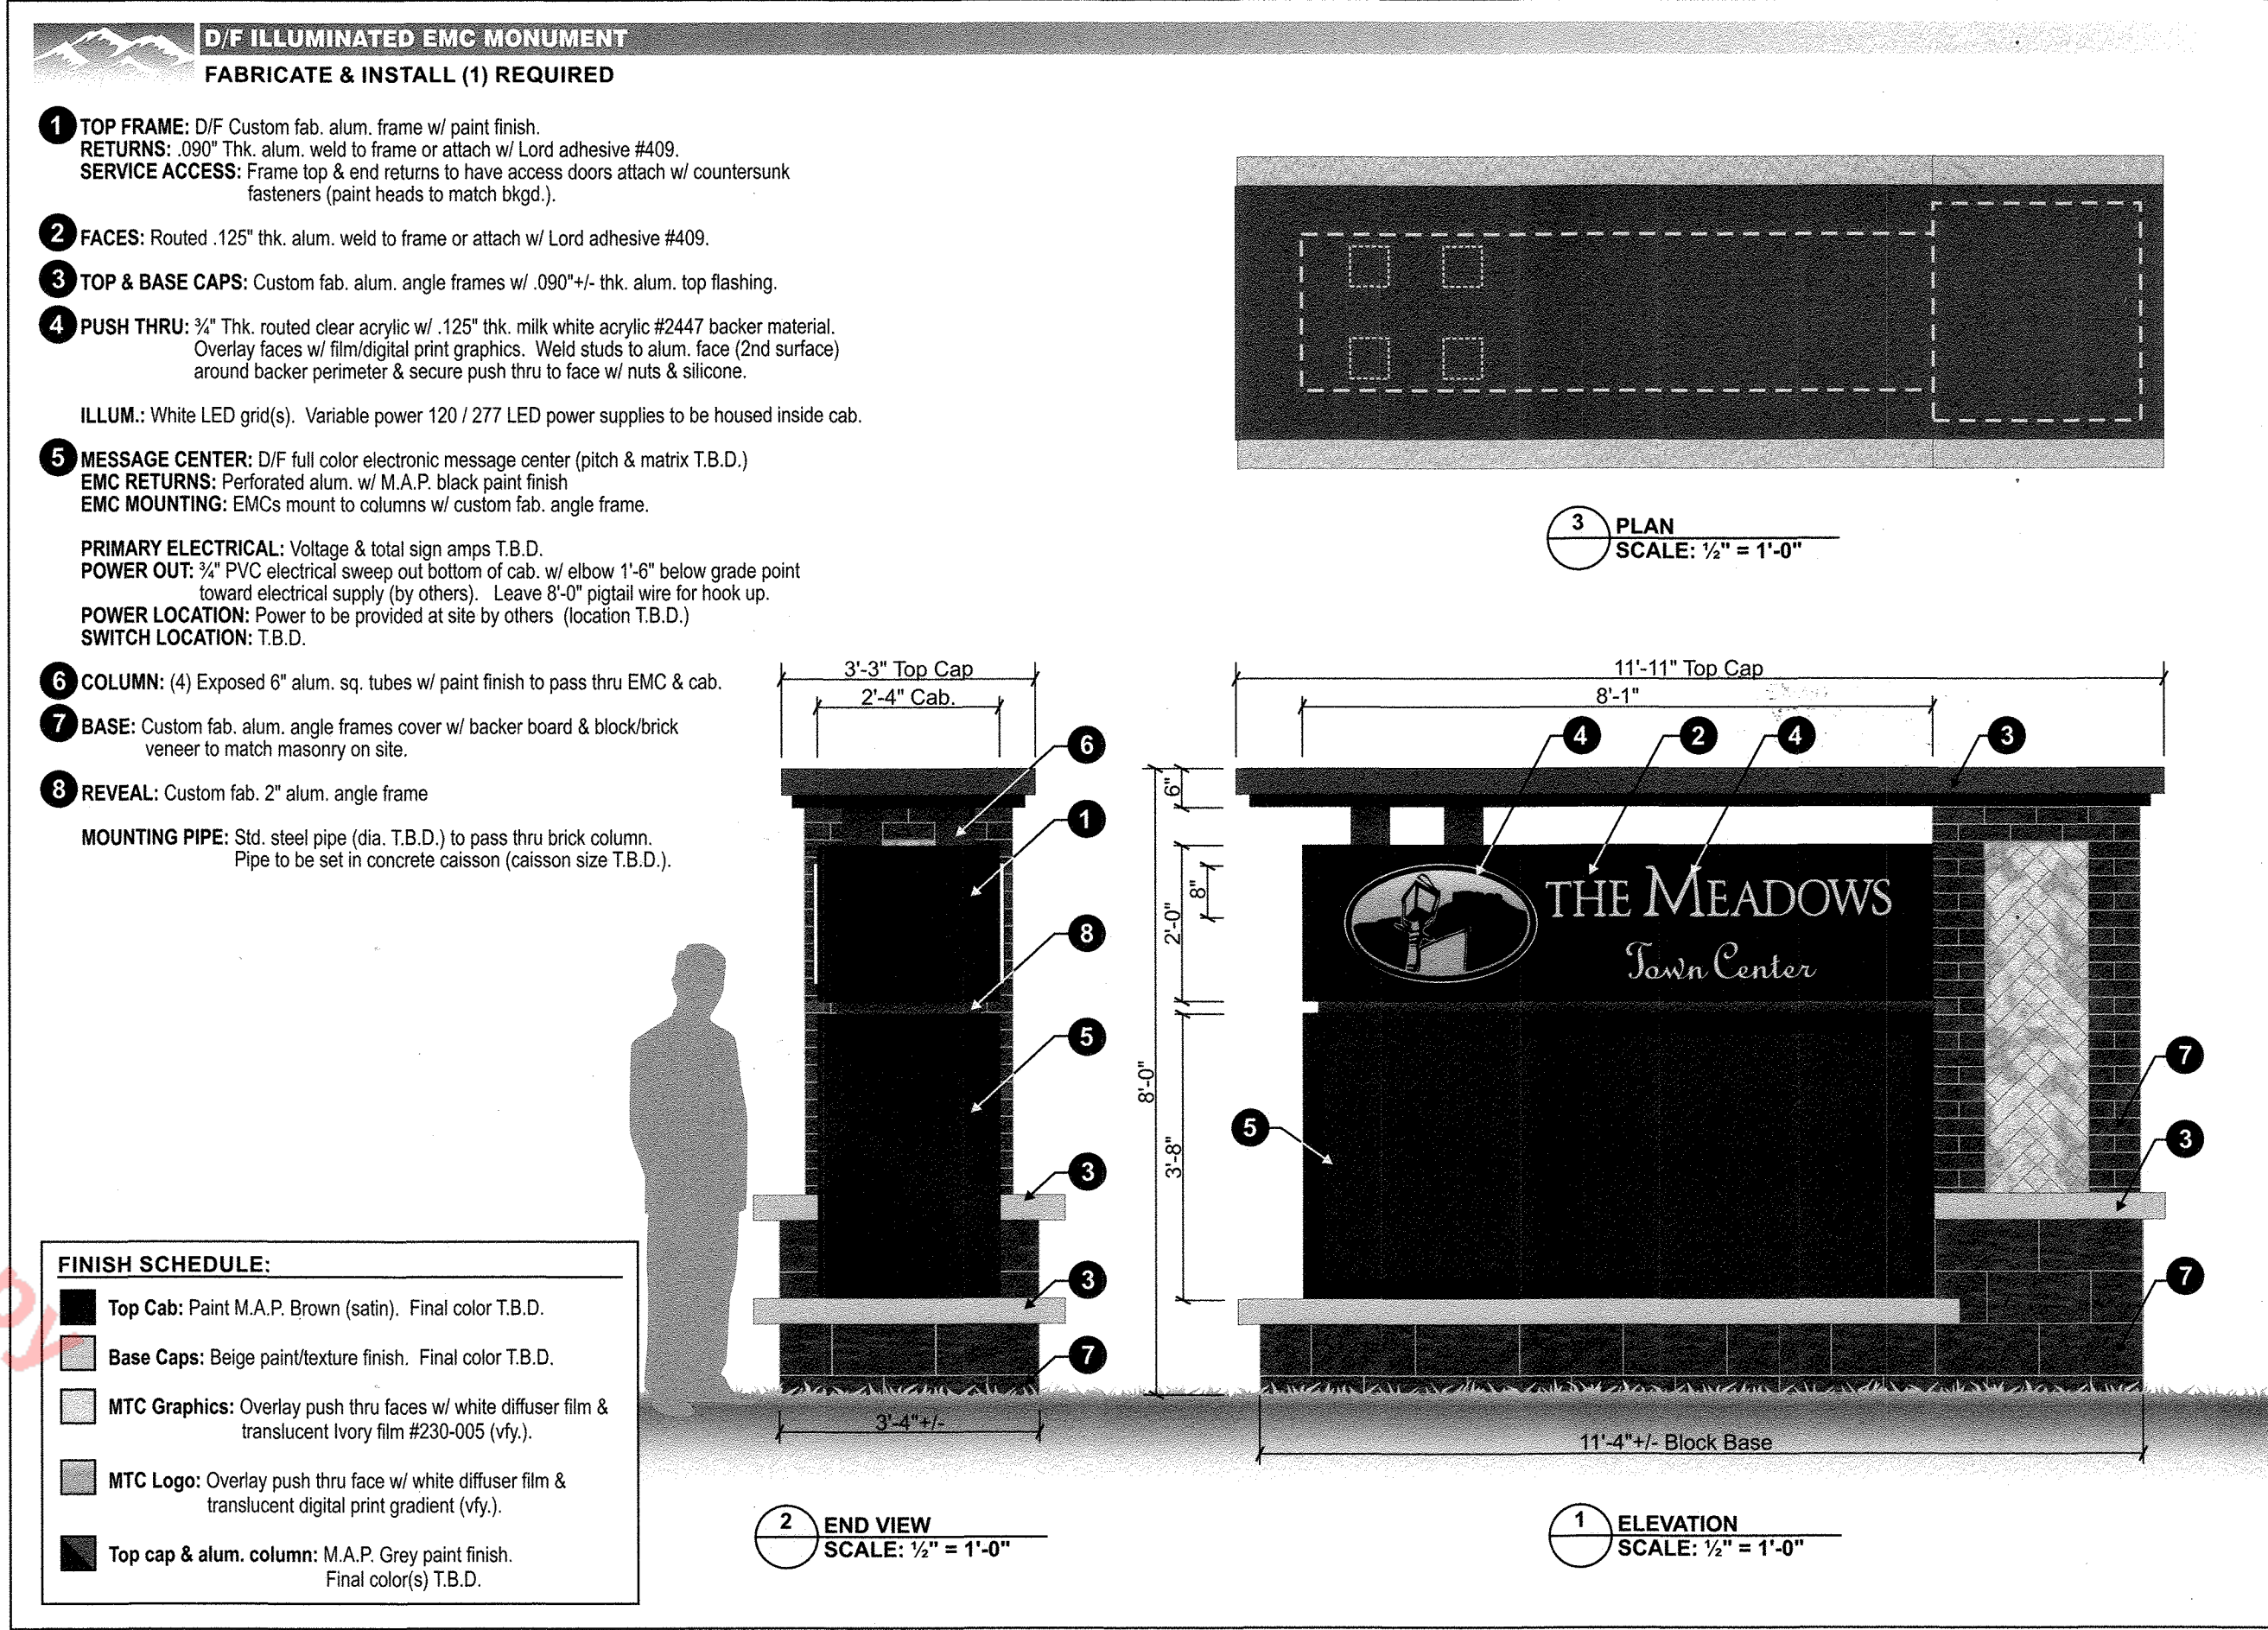 D/F ILLUMINATED EMC MONUMENT
FABRICATE & INSTALL (1) REQUIRED
1 TOP FRAME: D/F Custom fab. alum. frame w/ paint finish.
RETURNS: .090" Thk. alum. weld to frame or attach w/ Lord adhesive #409.
SERVICE ACCESS: Frame top & end returns to have access doors attach w/ countersunk
fasteners (paint heads to match bkgd.).
2 FACES: Routed .125" thk. alum. weld to frame or attach w/ Lord adhesive #409.
3 TOP & BASE CAPS: Custom fab. alum. angle frames w/ .090"+/- thk. alum. top flashing.
4 PUSH THRU: ¾" Thk. routed clear acrylic w/ .125" thk. milk white acrylic #2447 backer material.
Overlay faces w/ film/digital print graphics. Weld studs to alum. face (2nd surface)
around backer perimeter & secure push thru to face w/ nuts & silicone.
ILLUM.: White LED grid(s). Variable power 120 / 277 LED power supplies to be housed inside cab.
5 MESSAGE CENTER: D/F full color electronic message center (pitch & matrix T.B.D.)
EMC RETURNS: Perforated alum. w/ M.A.P. black paint finish
EMC MOUNTING: EMCs mount to columns w/ custom fab. angle frame.
PRIMARY ELECTRICAL: Voltage & total sign amps T.B.D.
POWER OUT: ¾" PVC electrical sweep out bottom of cab. w/ elbow 1'-6" below grade point
toward electrical supply (by others). Leave 8'-0" pigtail wire for hook up.
POWER LOCATION: Power to be provided at site by others (location T.B.D.)
SWITCH LOCATION: T.B.D.
6 COLUMN: (4) Exposed 6" alum. sq. tubes w/ paint finish to pass thru EMC & cab.
7 BASE: Custom fab. alum. angle frames cover w/ backer board & block/brick
veneer to match masonry on site.
8 REVEAL: Custom fab. 2" alum. angle frame
MOUNTING PIPE: Std. steel pipe (dia. T.B.D.) to pass thru brick column.
Pipe to be set in concrete caisson (caisson size T.B.D.).
FINISH SCHEDULE:
Top Cab: Paint M.A.P. Brown (satin). Final color T.B.D.
Base Caps: Beige paint/texture finish. Final color T.B.D.
MTC Graphics: Overlay push thru faces w/ white diffuser film &
translucent Ivory film #230-005 (vfy.).
MTC Logo: Overlay push thru face w/ white diffuser film &
translucent digital print gradient (vfy.).
Top cap & alum. column: M.A.P. Grey paint finish.
Final color(s) T.B.D.
3 PLAN
SCALE: ½" = 1'-0"
3'-3" Top Cap
2'-4" Cab.
6
1
8
5
3
3
7
3'-4"+/-
2 END VIEW
SCALE: ½" = 1'-0"
11'-11" Top Cap
8'-1"
4
2
4
3
6"
8"
2'-0"
8'-0"
3'-8"
THE MEADOWS
Town Center
5
7
3
7
11'-4"+/- Block Base
1 ELEVATION
SCALE: ½" = 1'-0"